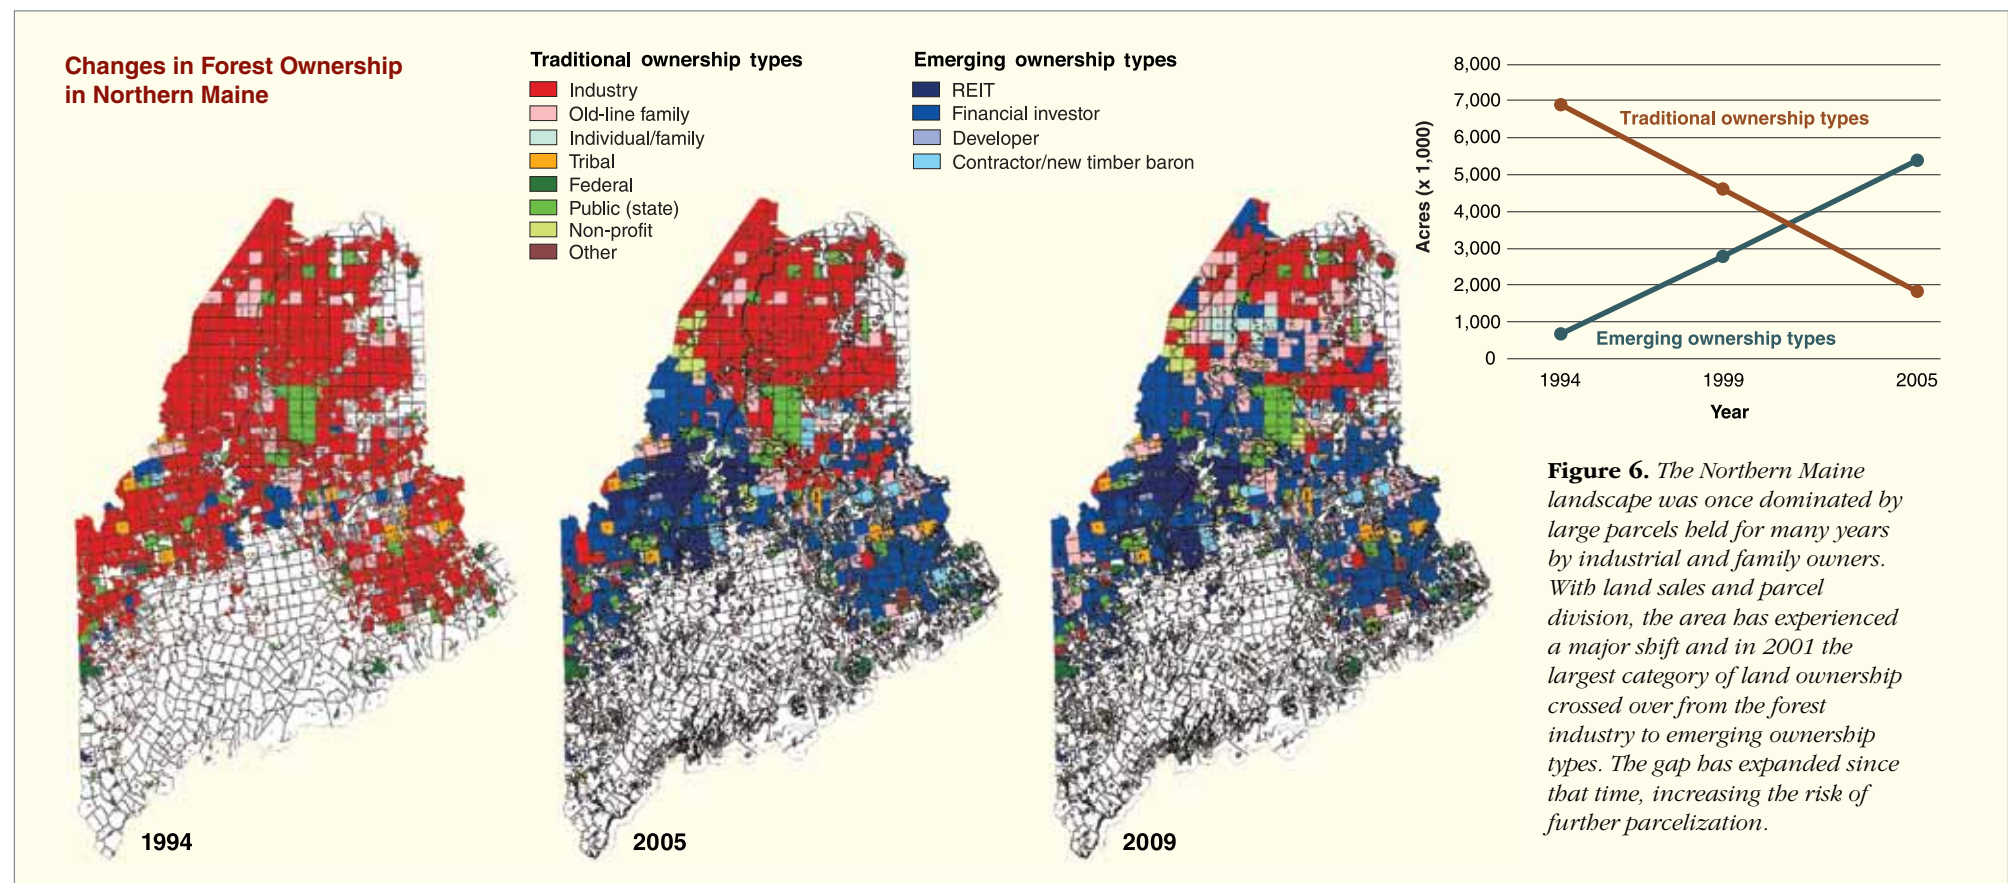 Changes in Forest Ownership
in Northern Maine
Traditional ownership types
Industry
Old-line family
Individual/family
Tribal
Federal
Public (state)
Non-profit
Other
Emerging ownership types
REIT
Financial investor
Developer
Contractor/new timber baron
1994
2005
2009
Acres (x 1,000)
8,000
7,000
6,000
5,000
4,000
3,000
2,000
1,000
0
Traditional ownership types
Emerging ownership types
1994
1999
2005
Year
Figure 6. The Northern Maine
landscape was once dominated by
large parcels held for many years
by industrial and family owners.
With land sales and parcel
division, the area has experienced
a major shift and in 2001 the
largest category of land ownership
crossed over from the forest
industry to emerging ownership
types. The gap has expanded since
that time, increasing the risk of
further parcelization.